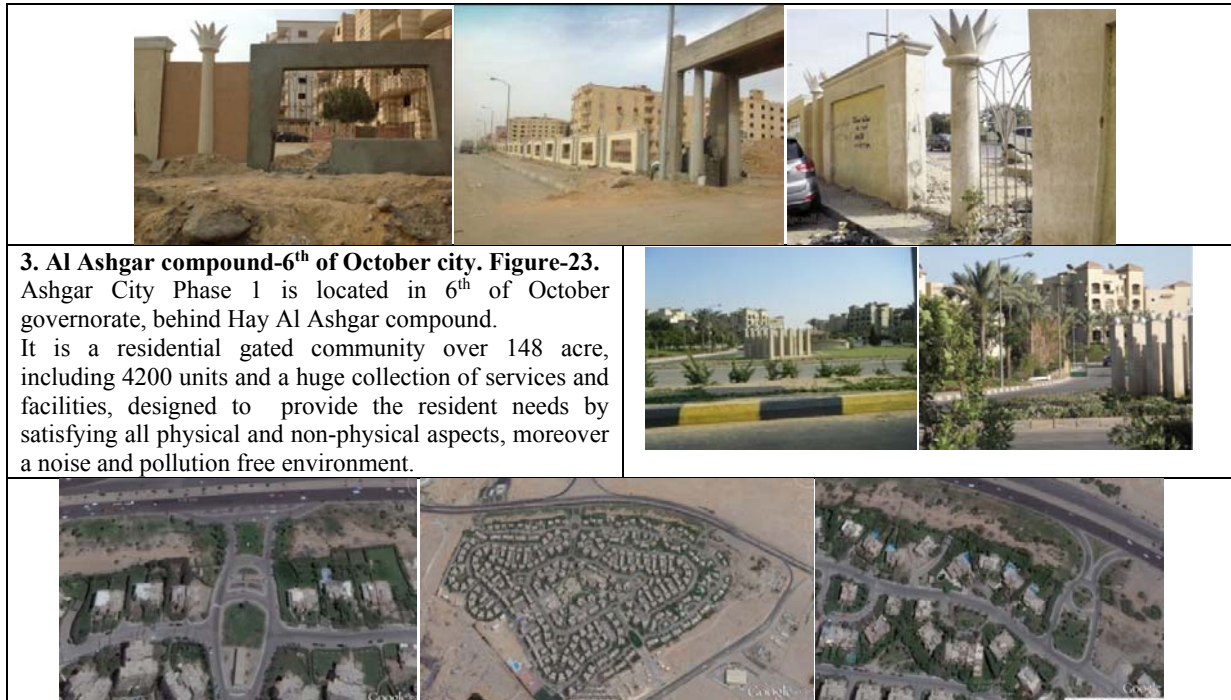 3. Al Ashgar compound-6th of October city. Figure-23.
Ashgar City Phase 1 is located in 6th of October
governorate, behind Hay Al Ashgar compound.
It is a residential gated community over 148 acre,
including 4200 units and a huge collection of services and
facilities, designed to provide the resident needs by
satisfying all physical and non-physical aspects, moreover
a noise and pollution free environment.
Google
Google
Google